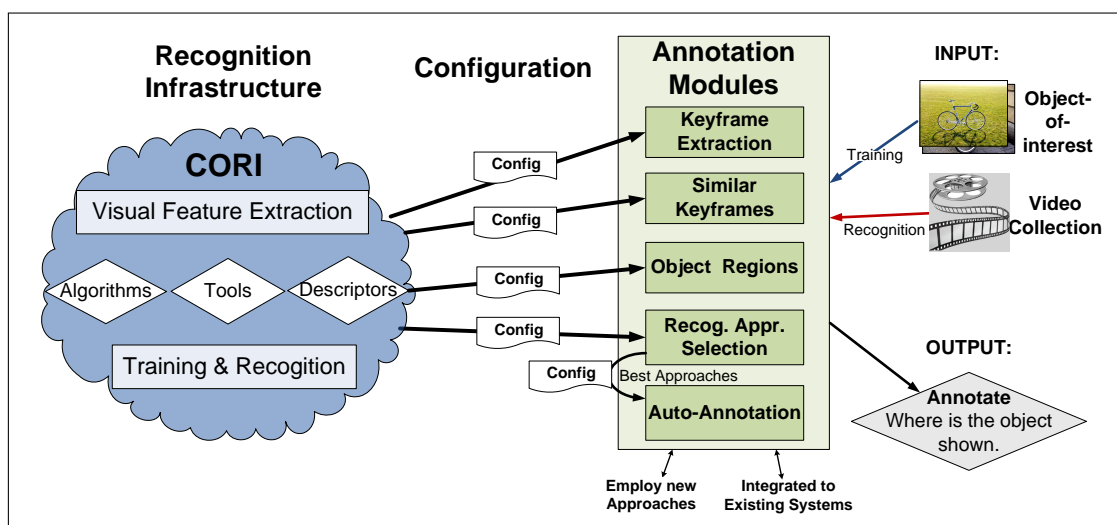 Recognition
Infrastructure
CORI
Visual Feature Extraction
Algorithms
Tools
Descriptors
Training & Recogition
Configuration
Config
Config
Config
Config
Config
Annotation
Modules
Keyframe
Extraction
Similar
Keyframes
Object Regions
Recog. Appr.
Selection
Best Approaches
Auto-Annotation
Employ new
Approaches
Integrated to
Existing Systems
INPUT:
Object-
of-
interest
Training
Video
Collection
Recognition
OUTPUT:
Annotate
Where is the object
shown.